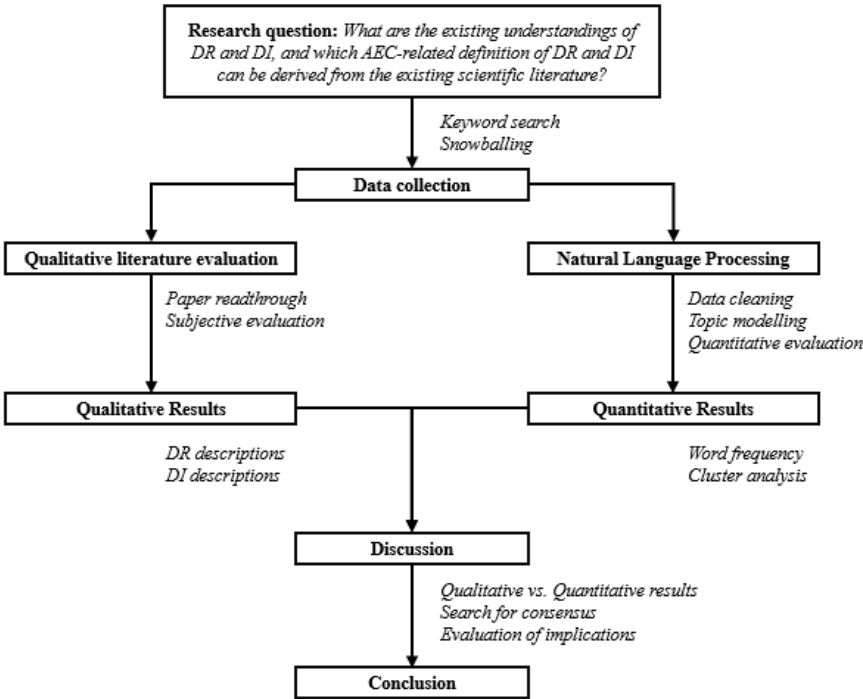 Research question: What are the existing understandings of
DR and DI, and which AEC-related definition of DR and DI
can be derived from the existing scientific literature?
Keyword search
Snowballing
Data collection
Qualitative literature evaluation
Natural Language Processing
Paper readthrough
Subjective evaluation
Data cleaning
Topic modelling
Quantitative evaluation
Qualitative Results
Quantitative Results
DR descriptions
DI descriptions
Word frequency
Cluster analysis
Discussion
Qualitative vs. Quantitative results
Search for consensus
Evaluation of implications
Conclusion